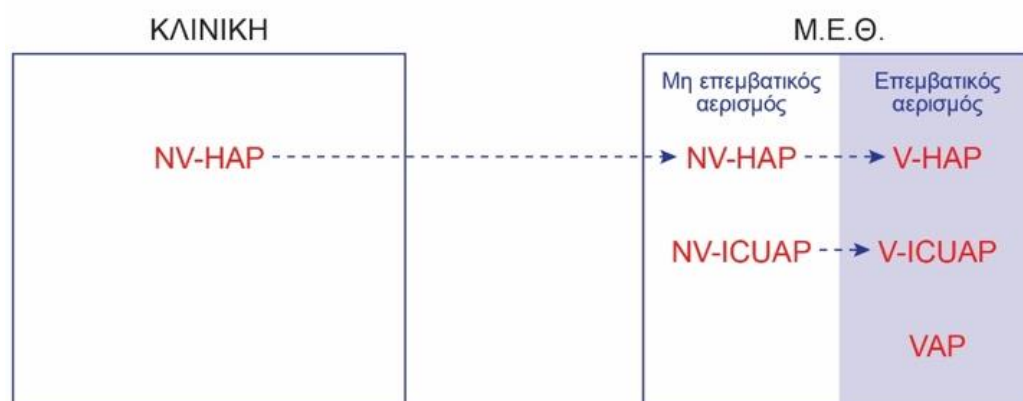 ΚΛΙΝΙΚΗ
Μ.Ε.Θ.
Μη επεμβατικός
αερισμός
Επεμβατικός
αερισμός
NV-HAP
NV-HAP
V-HAP
NV-ICUAP
V-ICUAP
VAP